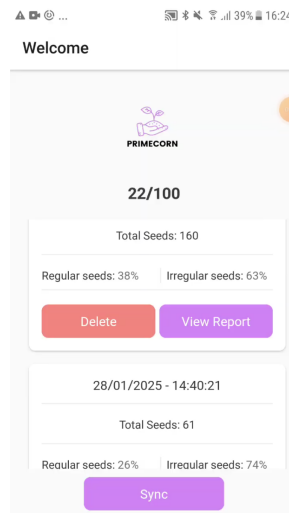 ... 39% 16:24
Welcome
PRIMECORN
22/100
Total Seeds: 160
Regular seeds: 38% Irregular seeds: 63%
Delete View Report
28/01/2025 - 14:40:21
Total Seeds: 61
Regular seeds: 26% Irregular seeds: 74%
Sync